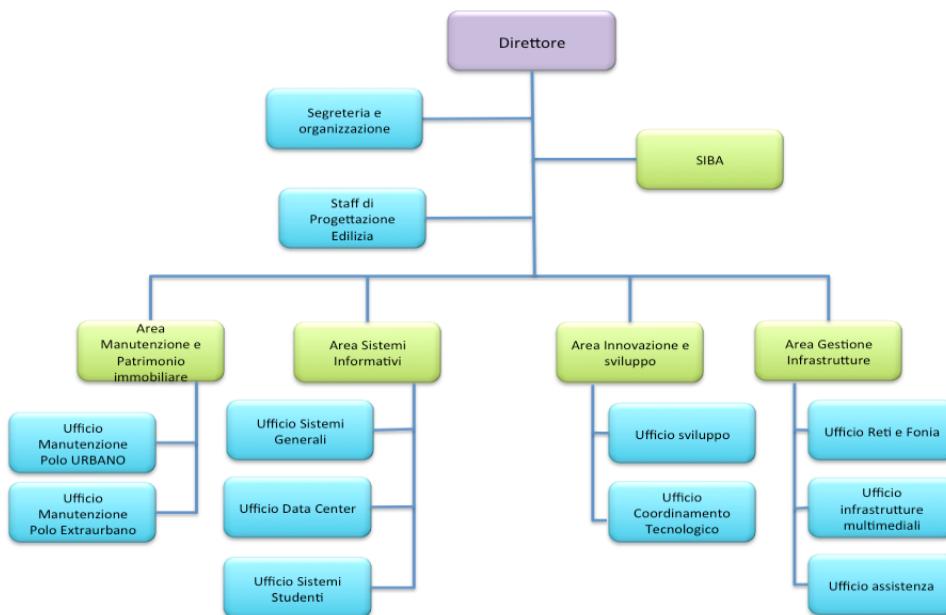 Direttore
Segreteria e
organizzazione
SIBA
Staff di
Progettazione
Edilizia
Area
Manutenzione e
Patrimonio
immobiliare
Area Sistemi
Informativi
Area Innovazione e
sviluppo
Area Gestione
Infrastrutture
Ufficio
Manutenzione
Polo URBANO
Ufficio
Manutenzione
Polo Extraurbano
Ufficio Sistemi
Generali
Ufficio Data Center
Ufficio Sistemi
Studenti
Ufficio sviluppo
Ufficio
Coordinamento
Tecnologico
Ufficio Reti e Fonia
Ufficio
infrastrutture
multimediali
Ufficio assistenza